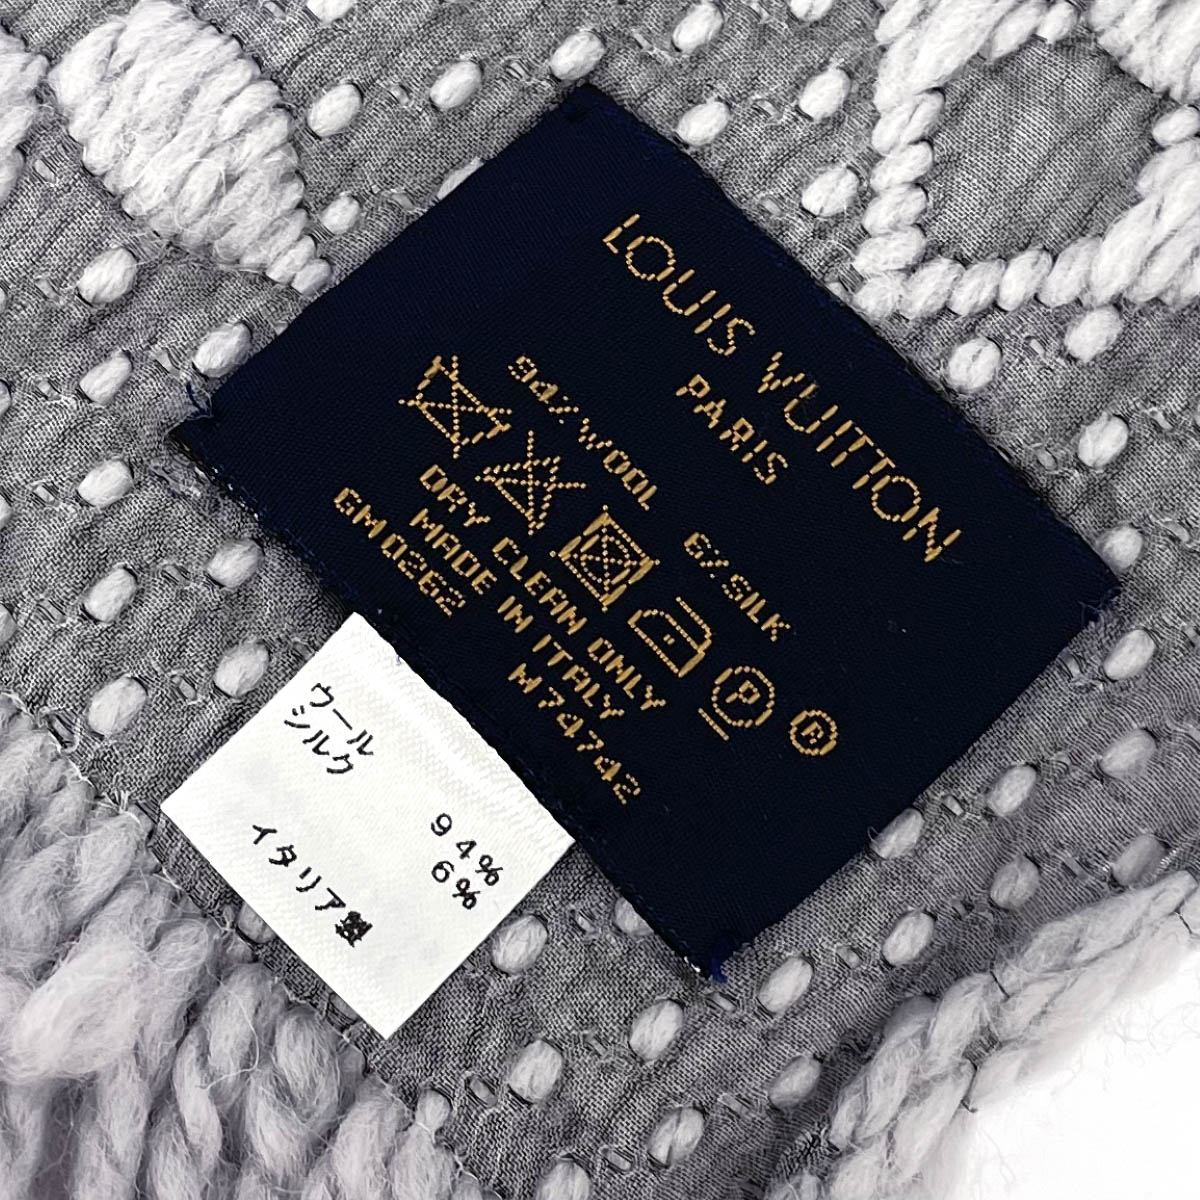 LOUIS VUITTON
PARIS
94%WOOL 6%SILK
P R
DRY CLEAN ONLY
MADE IN ITALY
GM0262 M74742
ウール 94%
シルク 6%
イタリア製